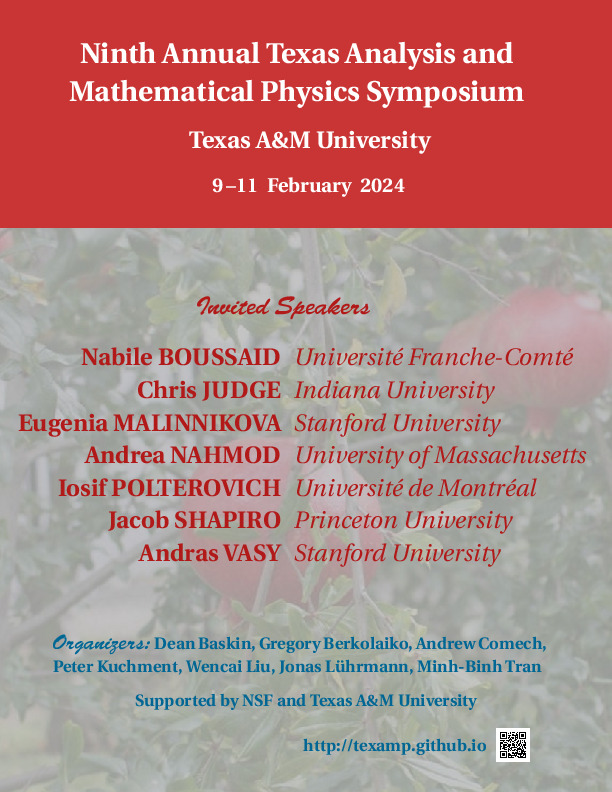 Ninth Annual Texas Analysis and
Mathematical Physics Symposium
Texas A&M University
9–11 February 2024
Invited Speakers
Nabile BOUSSAID Université Franche-Comté
Chris JUDGE Indiana University
Eugenia MALINNIKOVA Stanford University
Andrea NAHMOD University of Massachusetts
Iosif POLTEROVICH Université de Montréal
Jacob SHAPIRO Princeton University
Andras VASY Stanford University
Organizers: Dean Baskin, Gregory Berkolaiko, Andrew Comech,
Peter Kuchment, Wencai Liu, Jonas Lührmann, Minh-Binh Tran
Supported by NSF and Texas A&M University
http://texamp.github.io